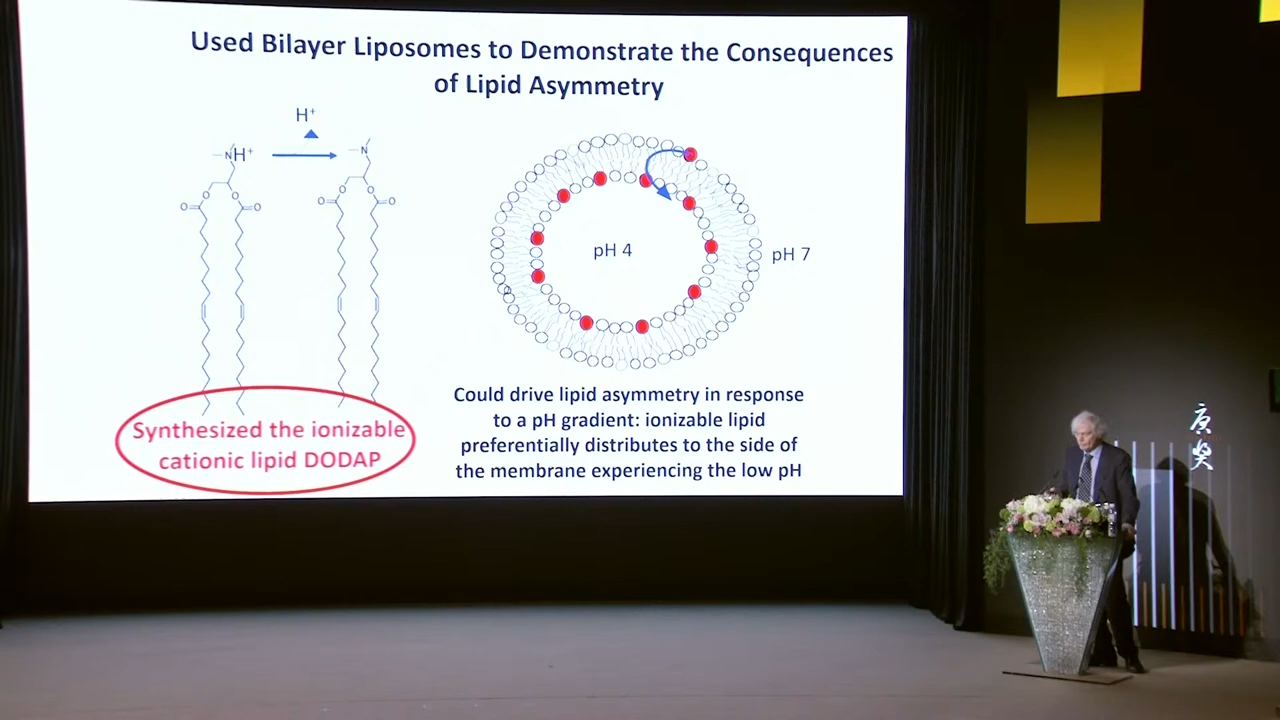 Used Bilayer Liposomes to Demonstrate the Consequences
of Lipid Asymmetry
H⁺
NH⁺
N
O
O
O
O
O
O
O
O
pH 4
pH 7
Synthesized the ionizable
cationic lipid DODAP
Could drive lipid asymmetry in response
to a pH gradient: ionizable lipid
preferentially distributes to the side of
the membrane experiencing the low pH
唐
奬